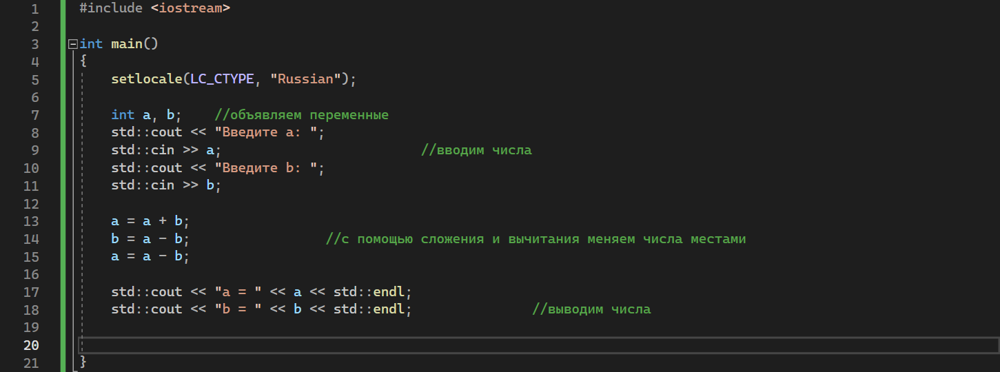 1 #include <iostream>
2
3 int main()
4 {
5 setlocale(LC_CTYPE, "Russian");
6
7 int a, b; //объявляем переменные
8 std::cout << "Введите a: ";
9 std::cin >> a; //вводим числа
10 std::cout << "Введите b: ";
11 std::cin >> b;
12
13 a = a + b;
14 b = a - b; //с помощью сложения и вычитания меняем числа местами
15 a = a - b;
16
17 std::cout << "a = " << a << std::endl;
18 std::cout << "b = " << b << std::endl; //выводим числа
19
20
21 }